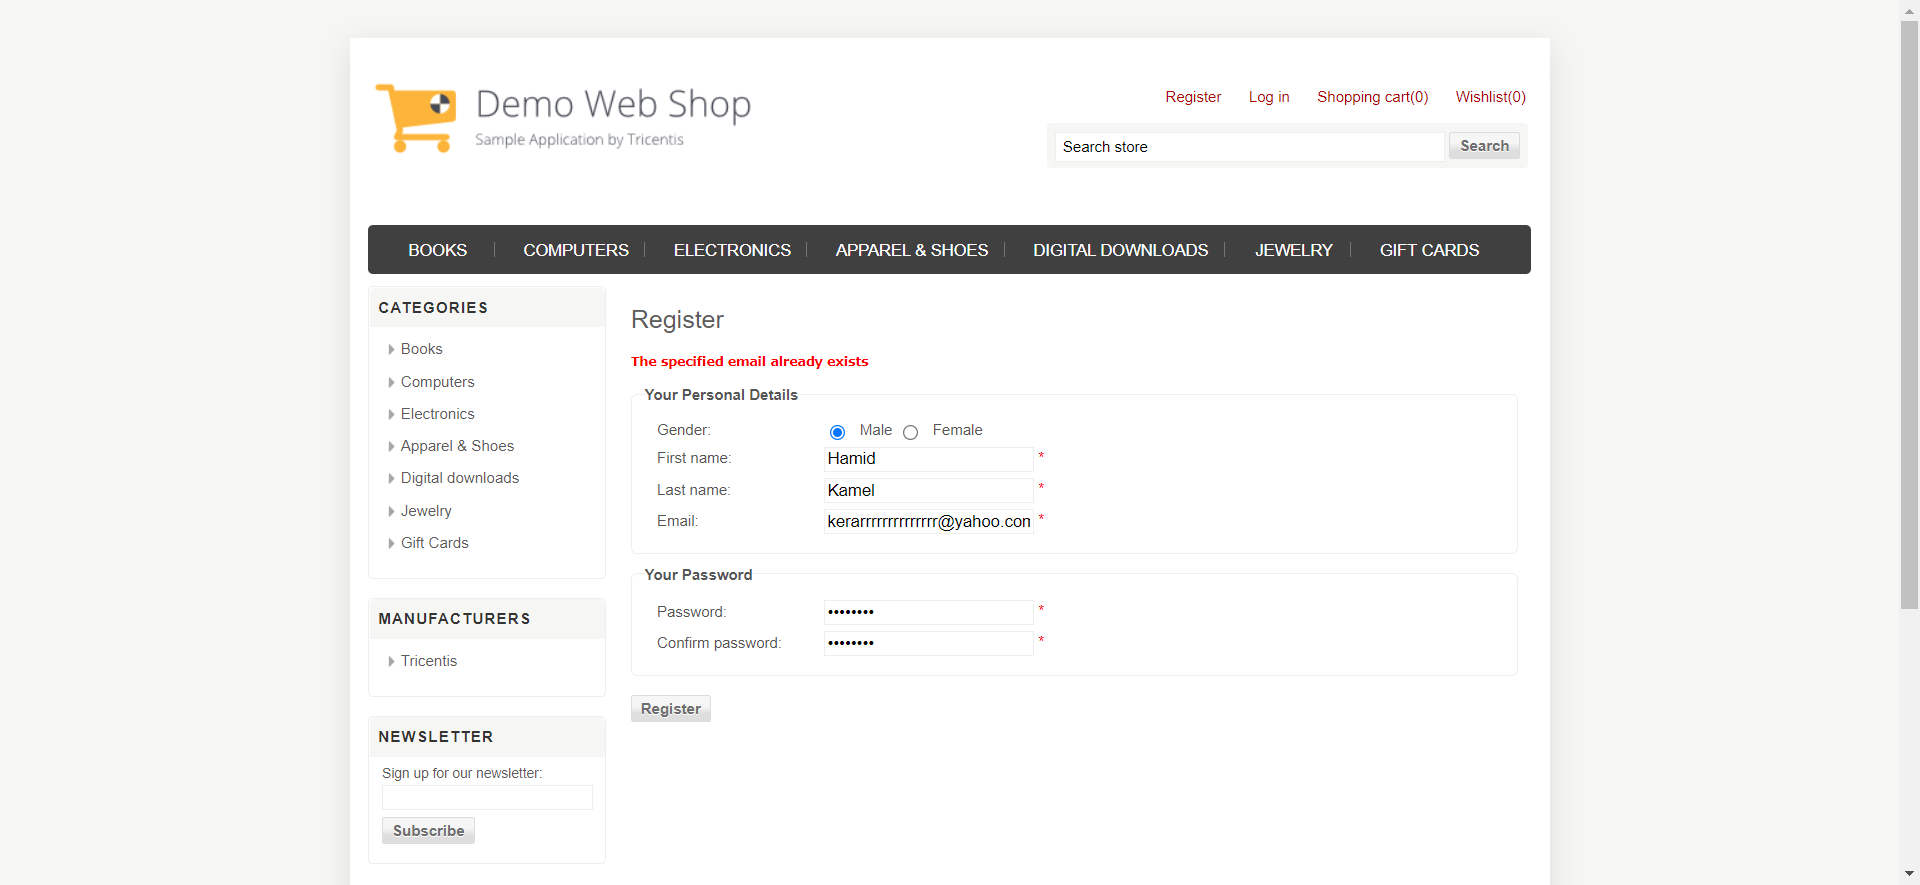 Demo Web Shop
Sample Application by Tricentis
Register Log in Shopping cart(0) Wishlist(0)
Search store Search
BOOKS COMPUTERS ELECTRONICS APPAREL & SHOES DIGITAL DOWNLOADS JEWELRY GIFT CARDS
CATEGORIES
Books
Computers
Electronics
Apparel & Shoes
Digital downloads
Jewelry
Gift Cards
MANUFACTURERS
Tricentis
NEWSLETTER
Sign up for our newsletter:
Subscribe
Register
The specified email already exists
Your Personal Details
Gender: Male Female
First name: Hamid *
Last name: Kamel *
Email: *
Your Password
Password: •••••••• *
Confirm password: •••••••• *
Register